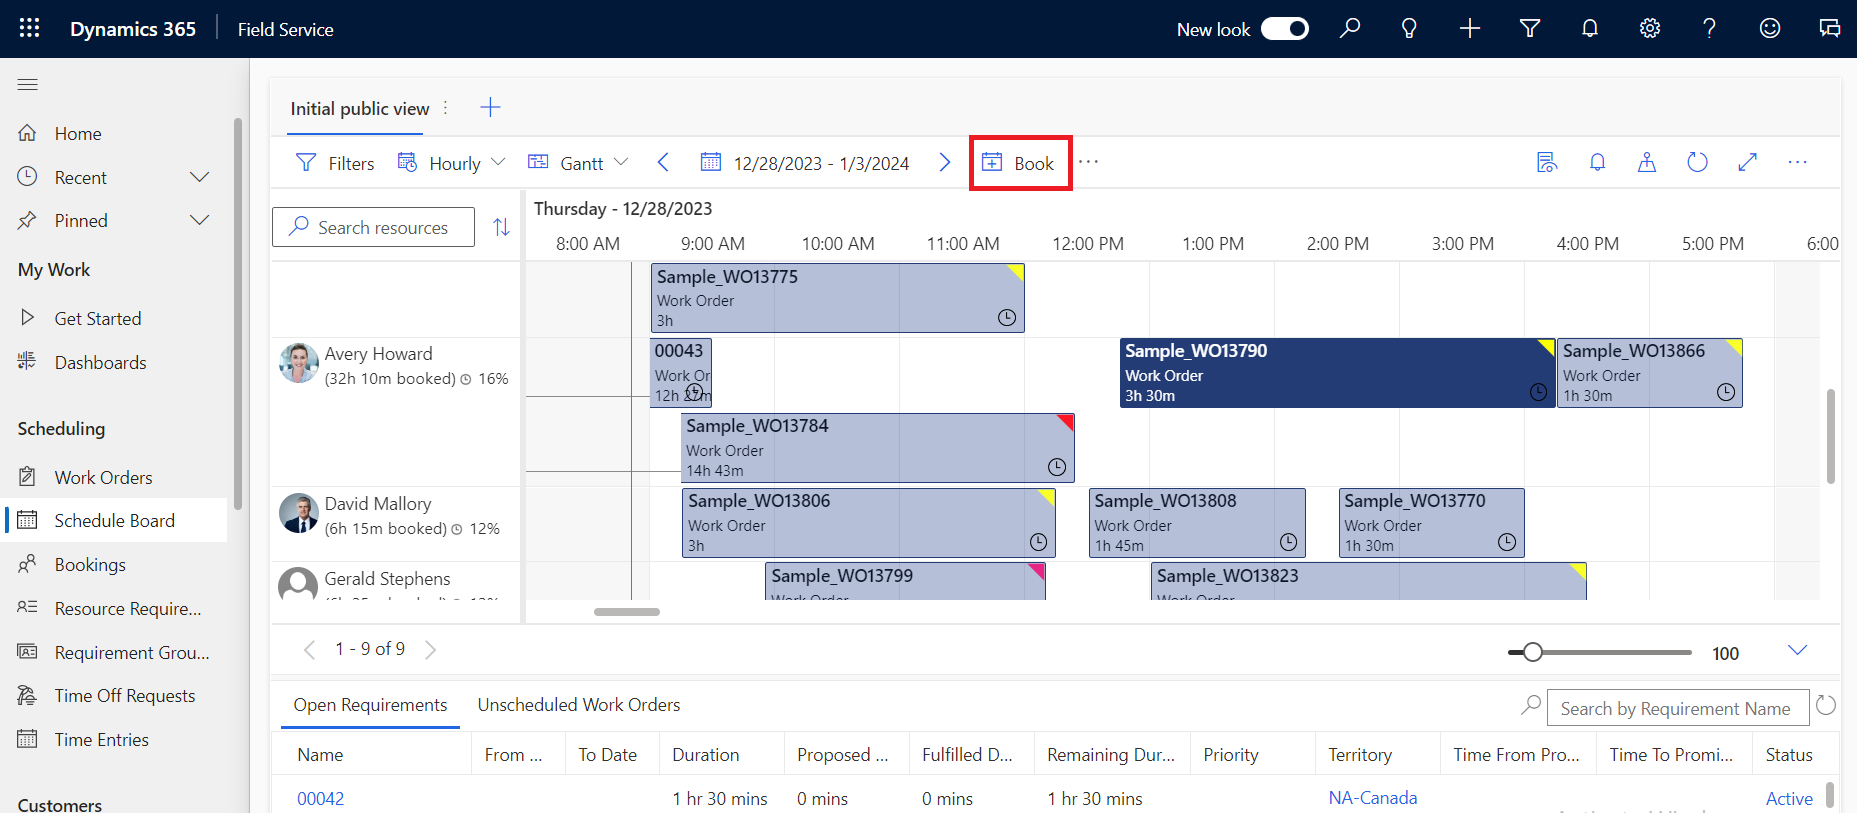 Dynamics 365
Field Service
New look
Home
Recent
Pinned
My Work
Get Started
Dashboards
Scheduling
Work Orders
Schedule Board
Bookings
Resource Require...
Requirement Grou...
Time Off Requests
Time Entries
Customers
Initial public view
Filters
Hourly
Gantt
12/28/2023 - 1/3/2024
Book
Search resources
Thursday - 12/28/2023
8:00 AM 9:00 AM 10:00 AM 11:00 AM 12:00 PM 1:00 PM 2:00 PM 3:00 PM 4:00 PM 5:00 PM 6:00
Sample_WO13775
Work Order
3h
Avery Howard
(32h 10m booked) 16%
00043
Work Or
12h 27m
Sample_WO13790
Work Order
3h 30m
Sample_WO13866
Work Order
1h 30m
Sample_WO13784
Work Order
14h 43m
David Mallory
(6h 15m booked) 12%
Sample_WO13806
Work Order
3h
Sample_WO13808
Work Order
1h 45m
Sample_WO13770
Work Order
1h 30m
Gerald Stephens
Sample_WO13799
Work Order
Sample_WO13823
Work Order
1 - 9 of 9
100
Open Requirements
Unscheduled Work Orders
Search by Requirement Name
Name From ... To Date Duration Proposed ... Fulfilled D... Remaining Dur... Priority Territory Time From Pro... Time To Promi... Status
00042 1 hr 30 mins 0 mins 0 mins 1 hr 30 mins NA-Canada Active